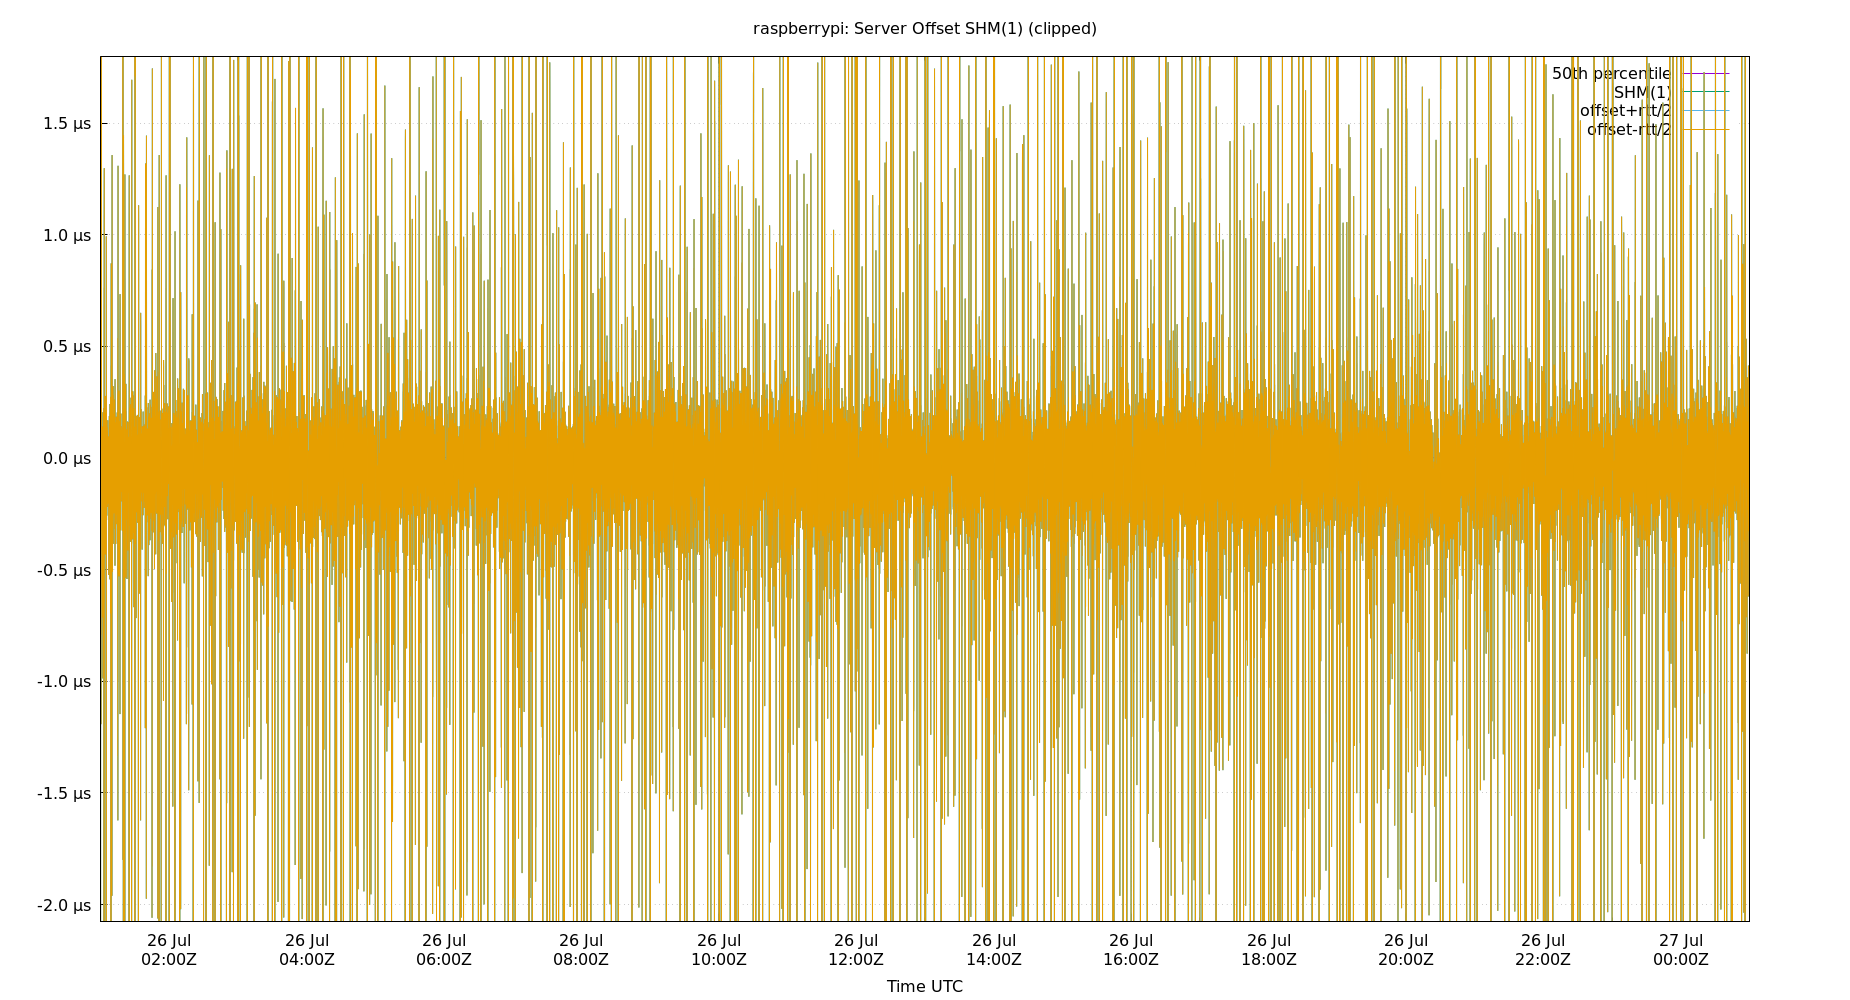 raspberrypi: Server Offset SHM(1) (clipped)
50th percentile
SHM(1)
offset+rtt/2
offset-rtt/2
1.5 µs
1.0 µs
0.5 µs
0.0 µs
-0.5 µs
-1.0 µs
-1.5 µs
-2.0 µs
26 Jul 26 Jul 26 Jul 26 Jul 26 Jul 26 Jul 26 Jul 26 Jul 26 Jul 26 Jul 26 Jul 27 Jul
02:00Z 04:00Z 06:00Z 08:00Z 10:00Z 12:00Z 14:00Z 16:00Z 18:00Z 20:00Z 22:00Z 00:00Z
Time UTC